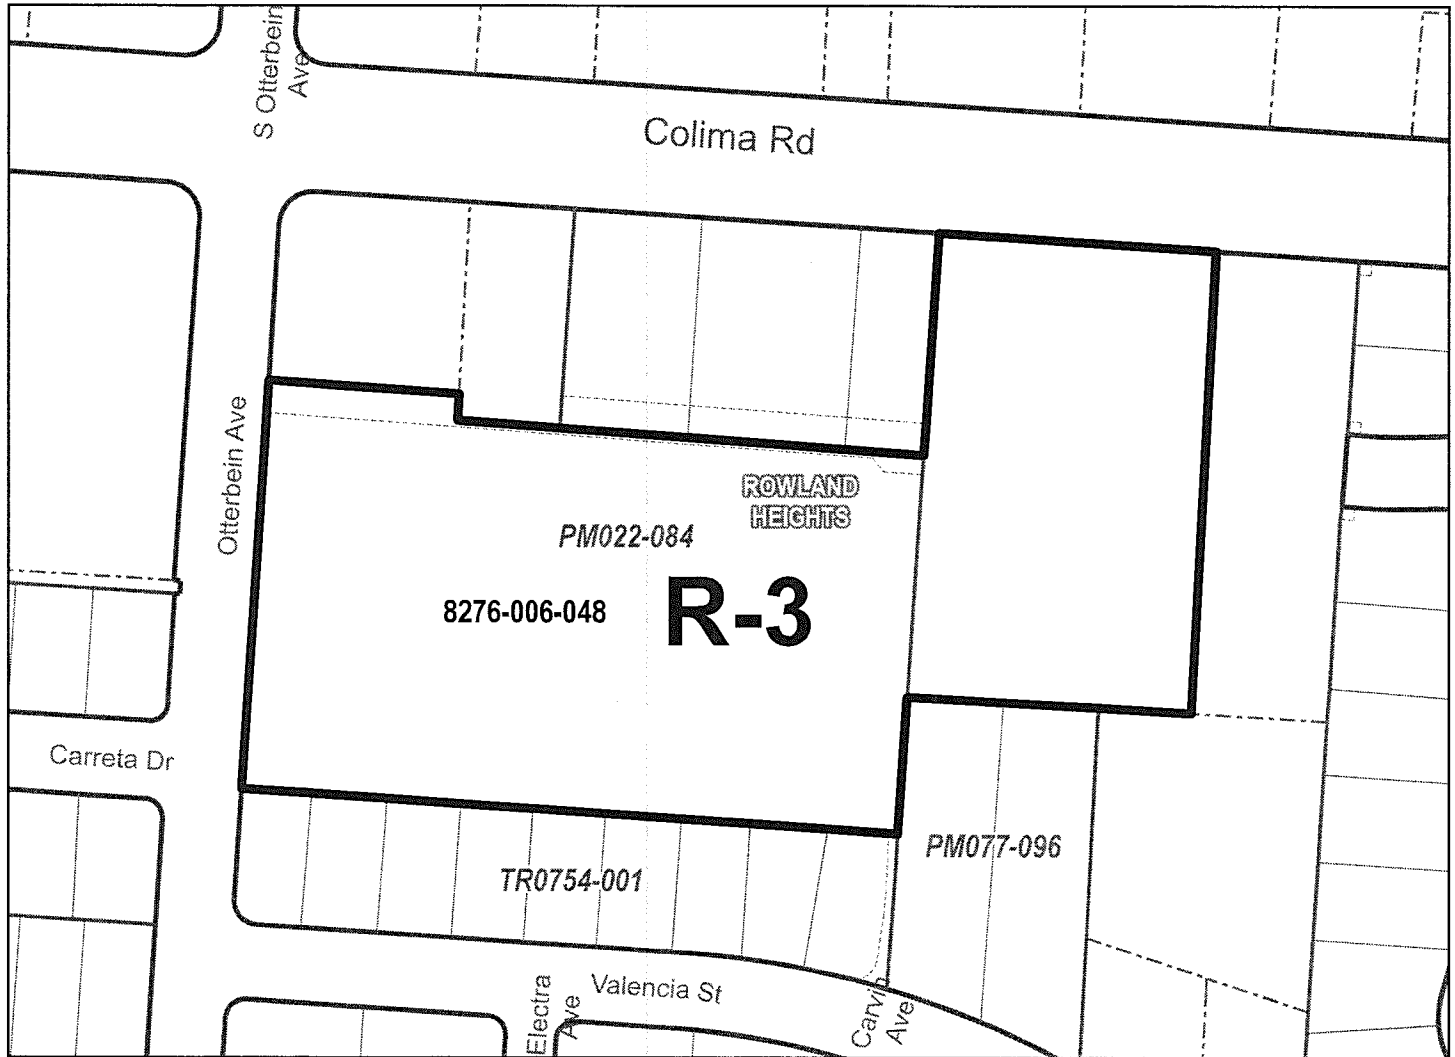 S Otterbein
Ave
Colima Rd
Otterbein Ave
ROWLAND
HEIGHTS
PM022-084
8276-006-048
R-3
Carreta Dr
PM077-096
TR0754-001
Valencia St
Electra
Ave
Carvin
Ave